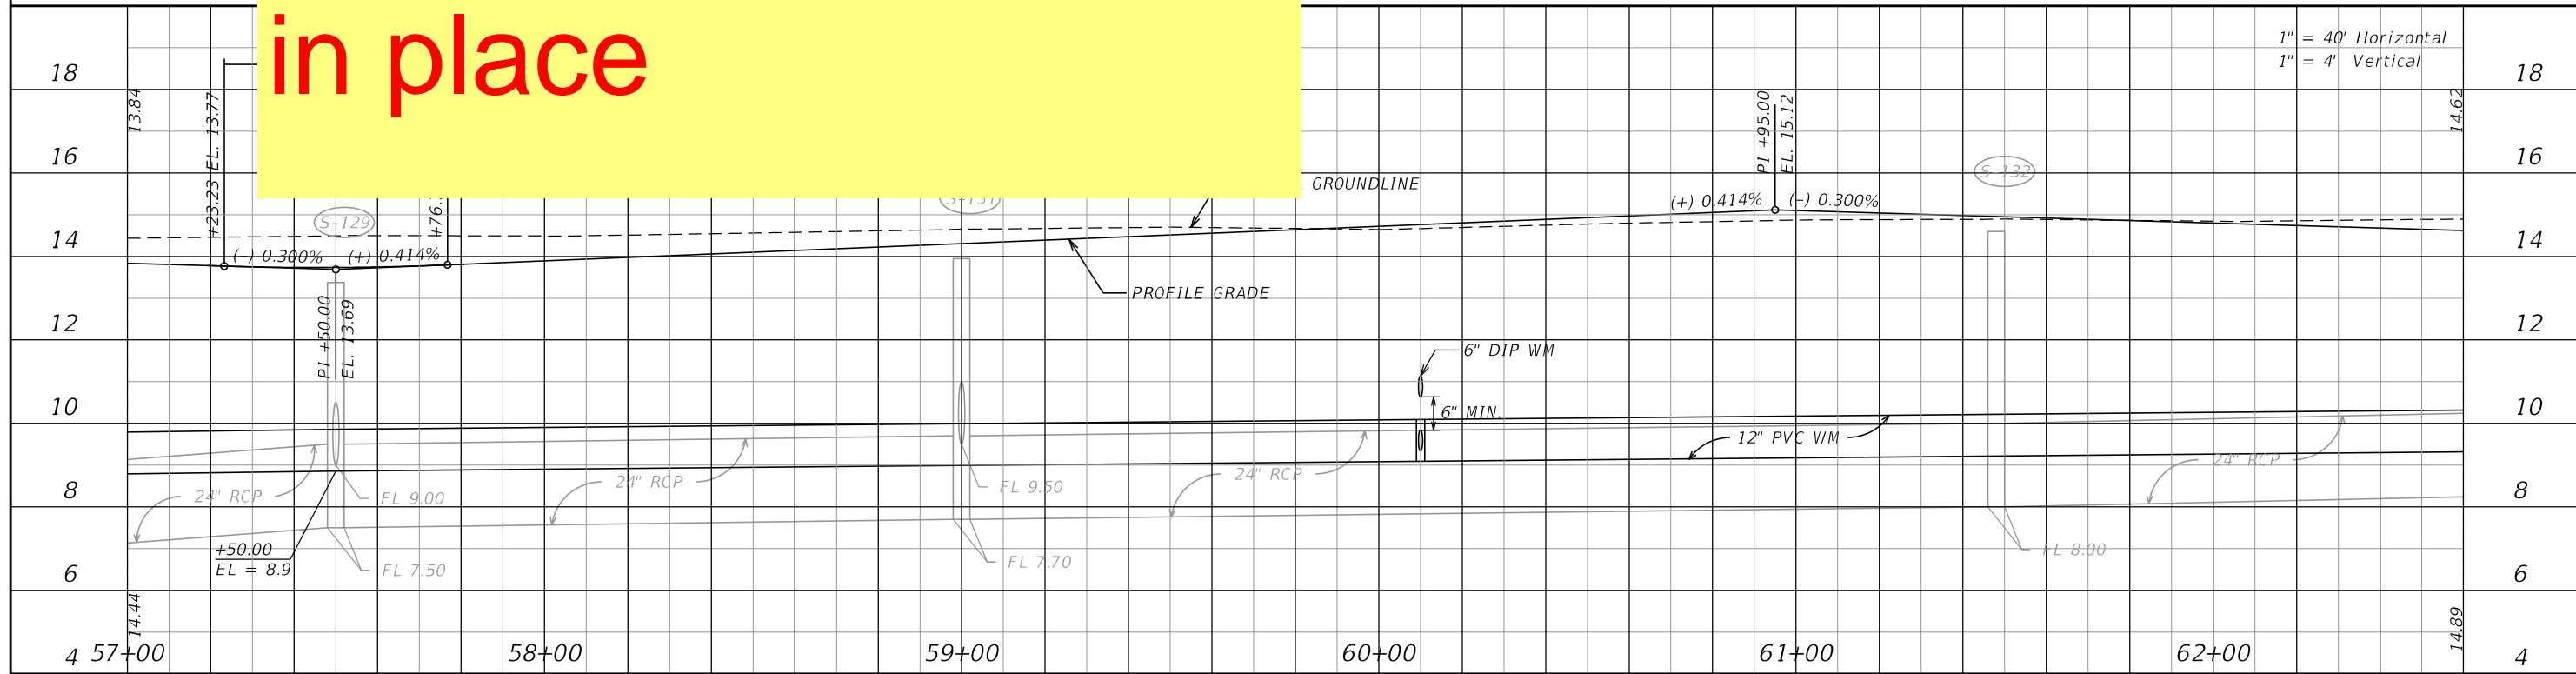 in place
1" = 40' Horizontal
1" = 4' Vertical
18
18
16
16
14
14
12
12
10
10
8
8
6
6
4
4
13.84
+23.23 EL. 13.77
S-129
(-) 0.300%
(+) 0.414%
PI +50.00
EL. 13.69
S-131
GROUNDLINE
PROFILE GRADE
PI +95.00
EL. 15.12
(+) 0.414%
(-) 0.300%
S-132
14.62
6" DIP WM
6" MIN.
12" PVC WM
24" RCP
24" RCP
24" RCP
24" RCP
FL 9.00
FL 9.50
+50.00
EL = 8.9
FL 7.50
FL 7.70
FL 8.00
14.44
14.89
57+00
58+00
59+00
60+00
61+00
62+00